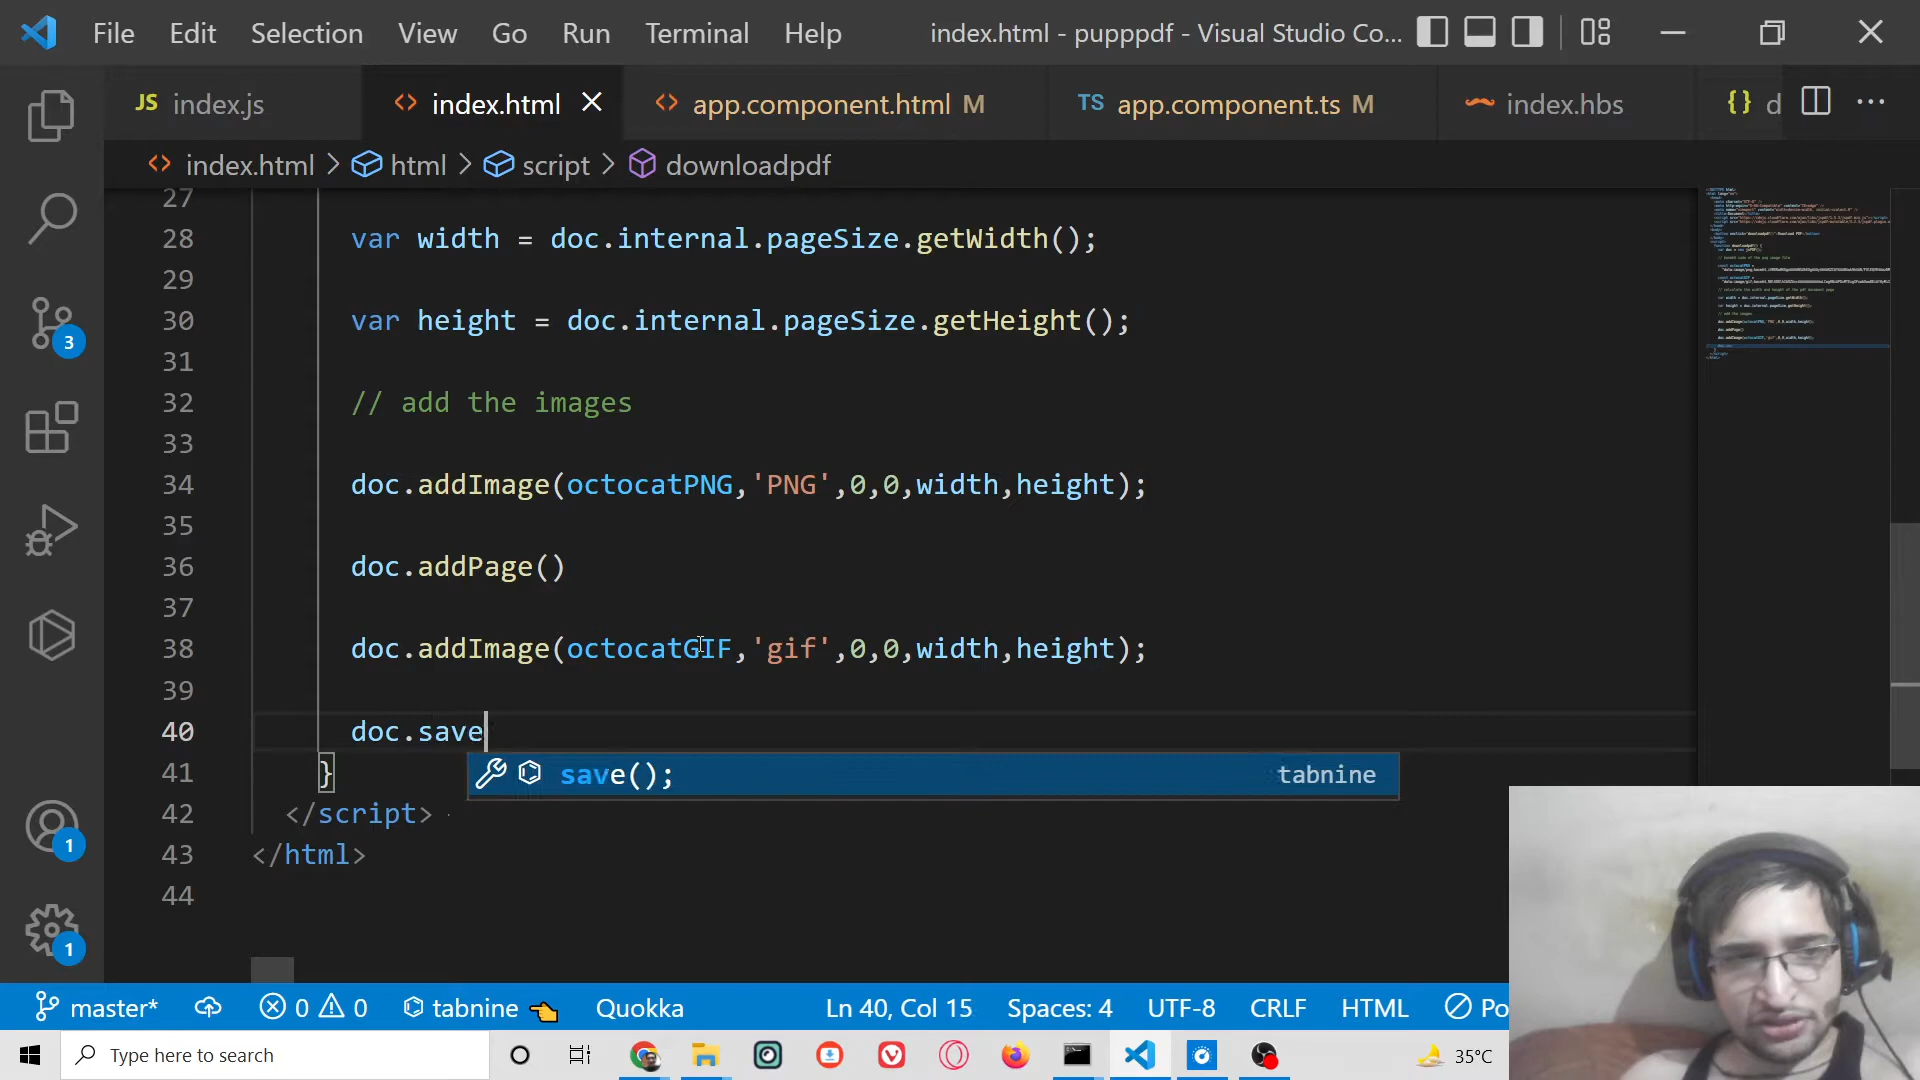 File Edit Selection View Go Run Terminal Help index.html - pupppdf - Visual Studio Co...
JS index.js <> index.html <> app.component.html M TS app.component.ts M index.hbs {} d ...
<> index.html > html > script > downloadpdf
27
28 var width = doc.internal.pageSize.getWidth();
29
30 var height = doc.internal.pageSize.getHeight();
31
32 // add the images
33
34 doc.addImage(octocatPNG,'PNG',0,0,width,height);
35
36 doc.addPage()
37
38 doc.addImage(octocatGIF,'gif',0,0,width,height);
39
40 doc.save
save(); tabnine
41 }
42 </script>
43 </html>
44
3
1
1
master* 0 0 tabnine Quokka Ln 40, Col 15 Spaces: 4 UTF-8 CRLF HTML Po
Type here to search 35°C